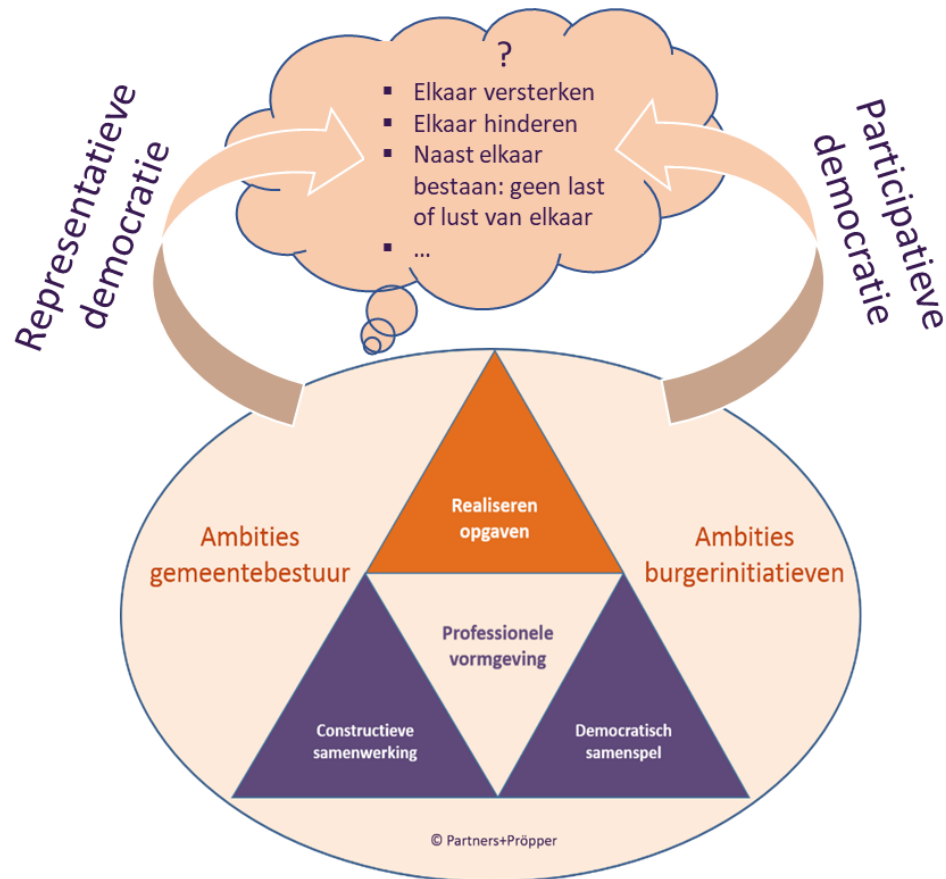 ?
▪ Elkaar versterken
▪ Elkaar hinderen
▪ Naast elkaar
bestaan: geen last
of lust van elkaar
▪ ...
Representatieve
democratie
Participatieve
democratie
Realiseren
opgaven
Ambities
gemeentebestuur
Ambities
burgerinitiatieven
Professionele
vormgeving
Constructieve
samenwerking
Democratisch
samenspel
© Partners+Pröpper